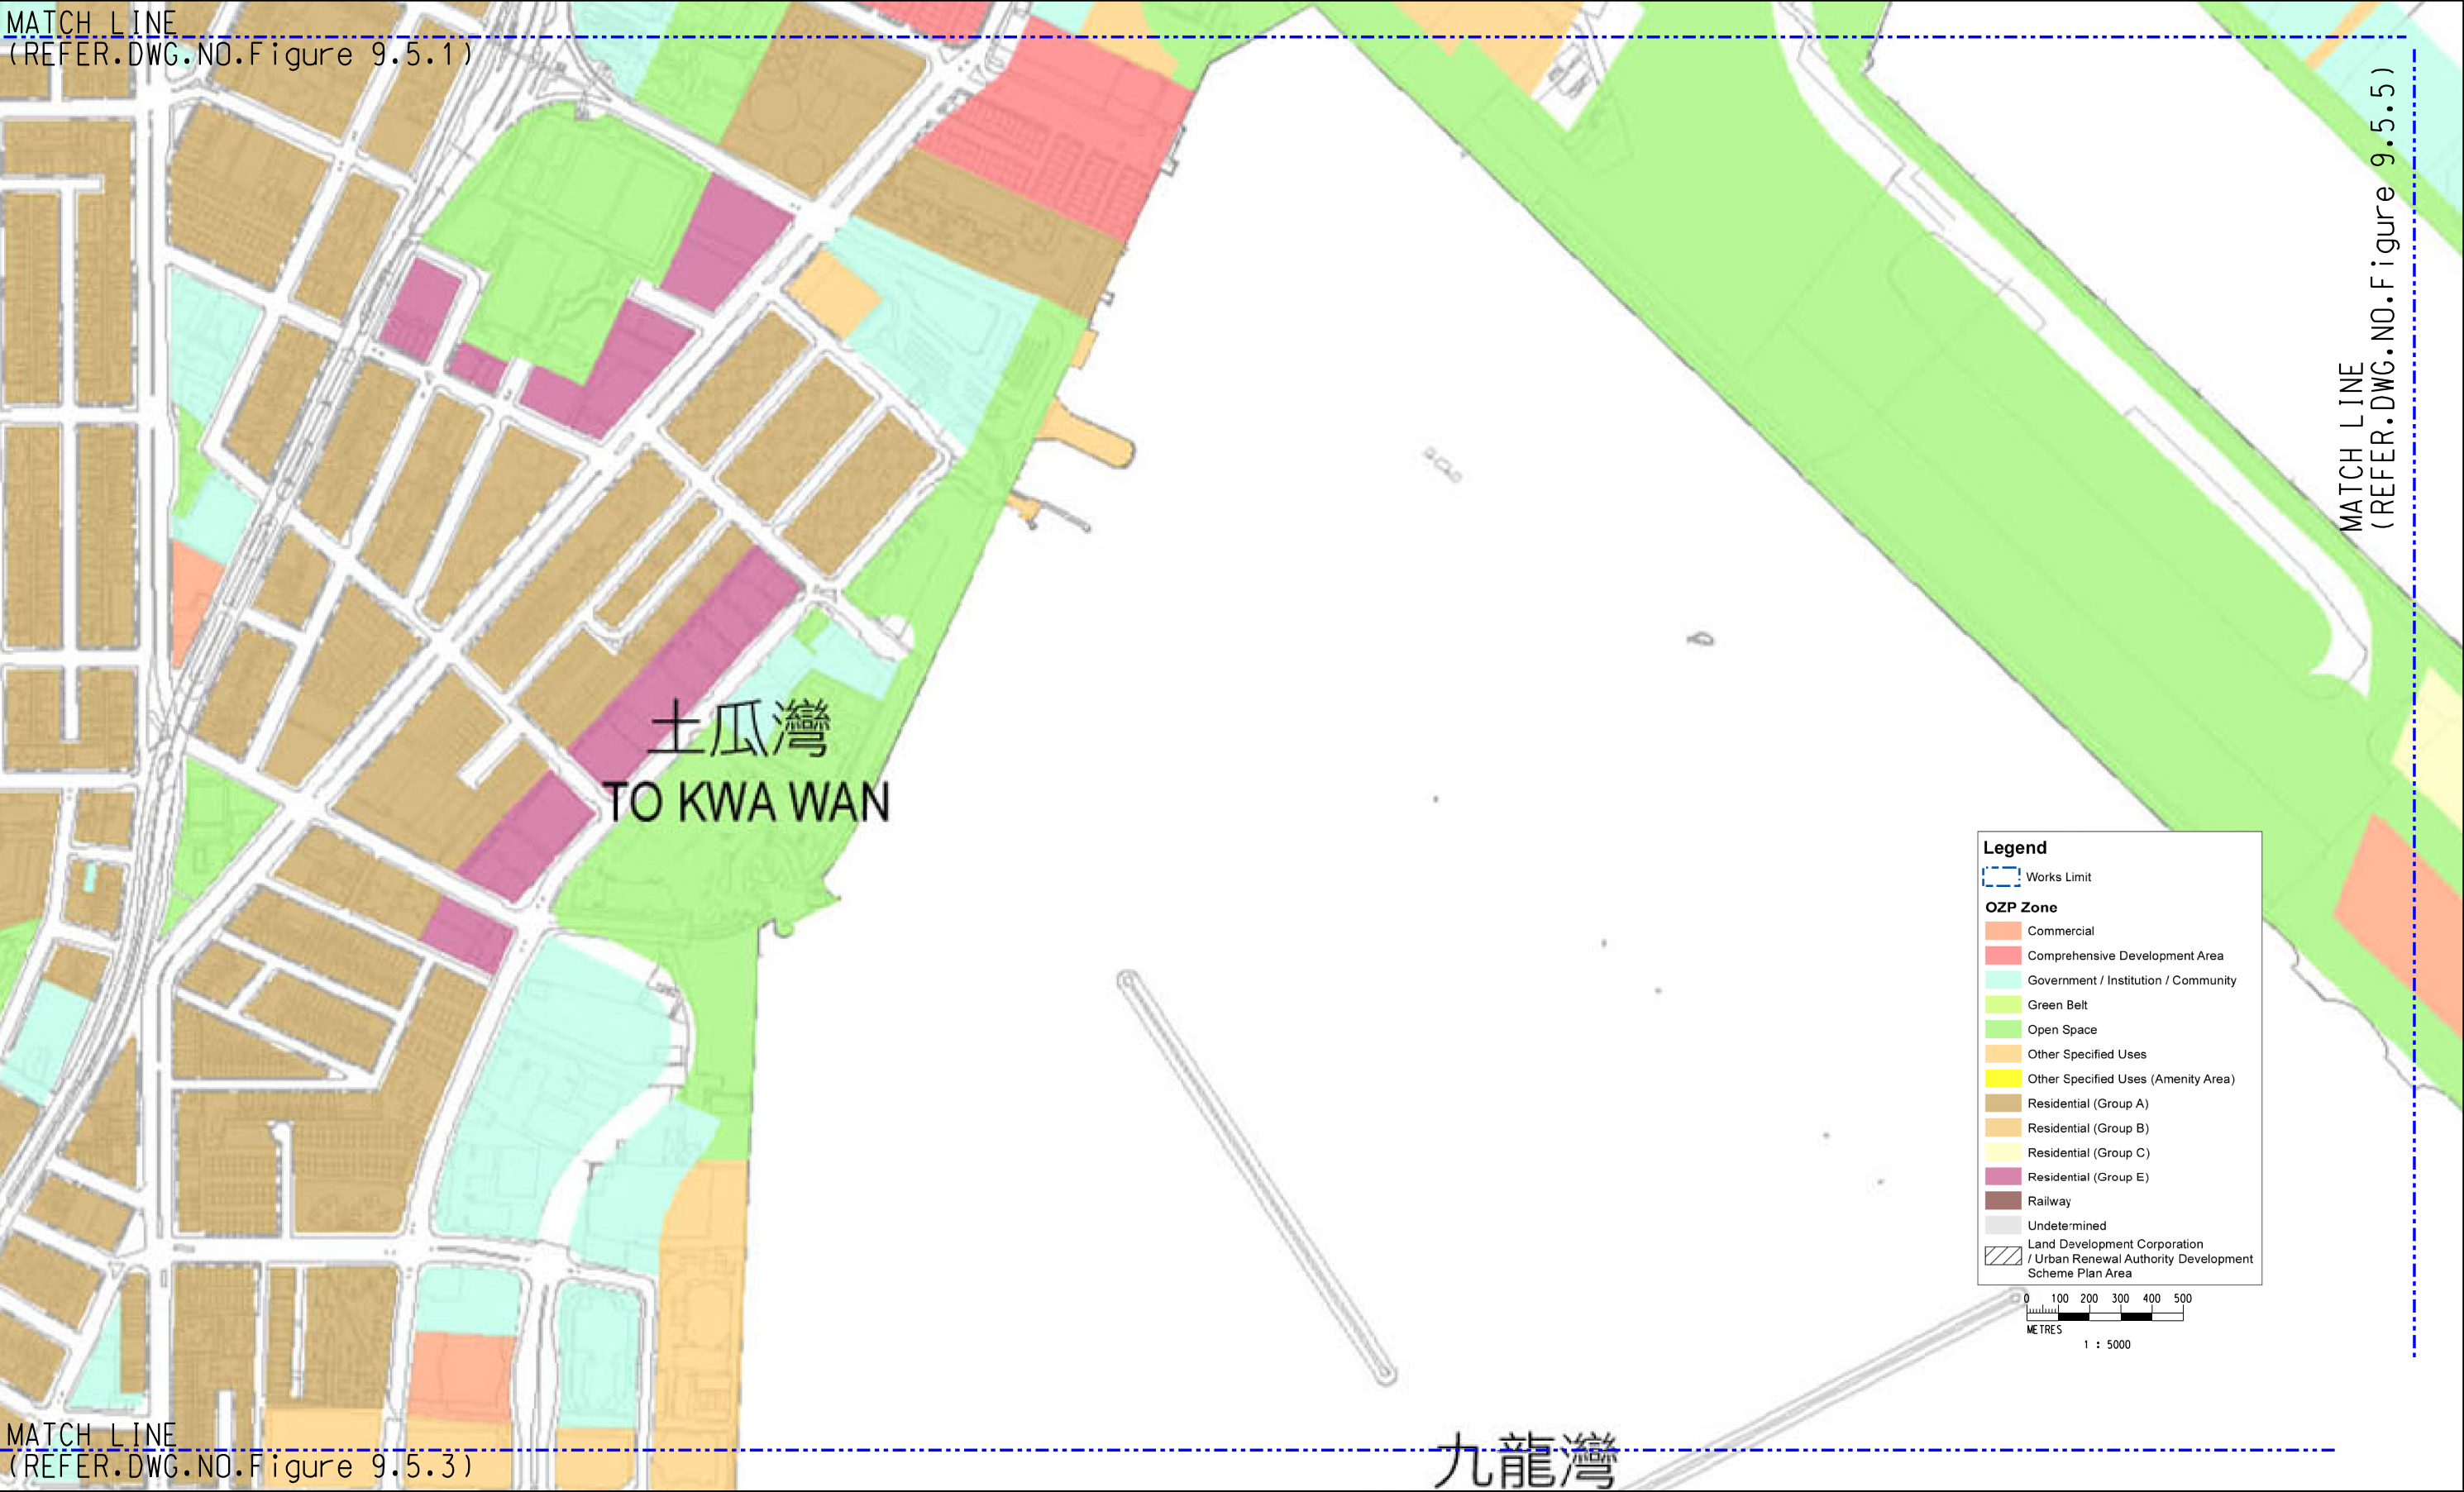 MATCH LINE
(REFER.DWG.NO.Figure 9.5.1)
MATCH LINE
(REFER.DWG.NO.Figure 9.5.5)
土瓜灣
TO KWA WAN
Legend
Works Limit
OZP Zone
Commercial
Comprehensive Development Area
Government / Institution / Community
Green Belt
Open Space
Other Specified Uses
Other Specified Uses (Amenity Area)
Residential (Group A)
Residential (Group B)
Residential (Group C)
Residential (Group E)
Railway
Undetermined
Land Development Corporation
/ Urban Renewal Authority Development
Scheme Plan Area
0 100 200 300 400 500
METRES
1 : 5000
MATCH LINE
(REFER.DWG.NO.Figure 9.5.3)
九龍灣